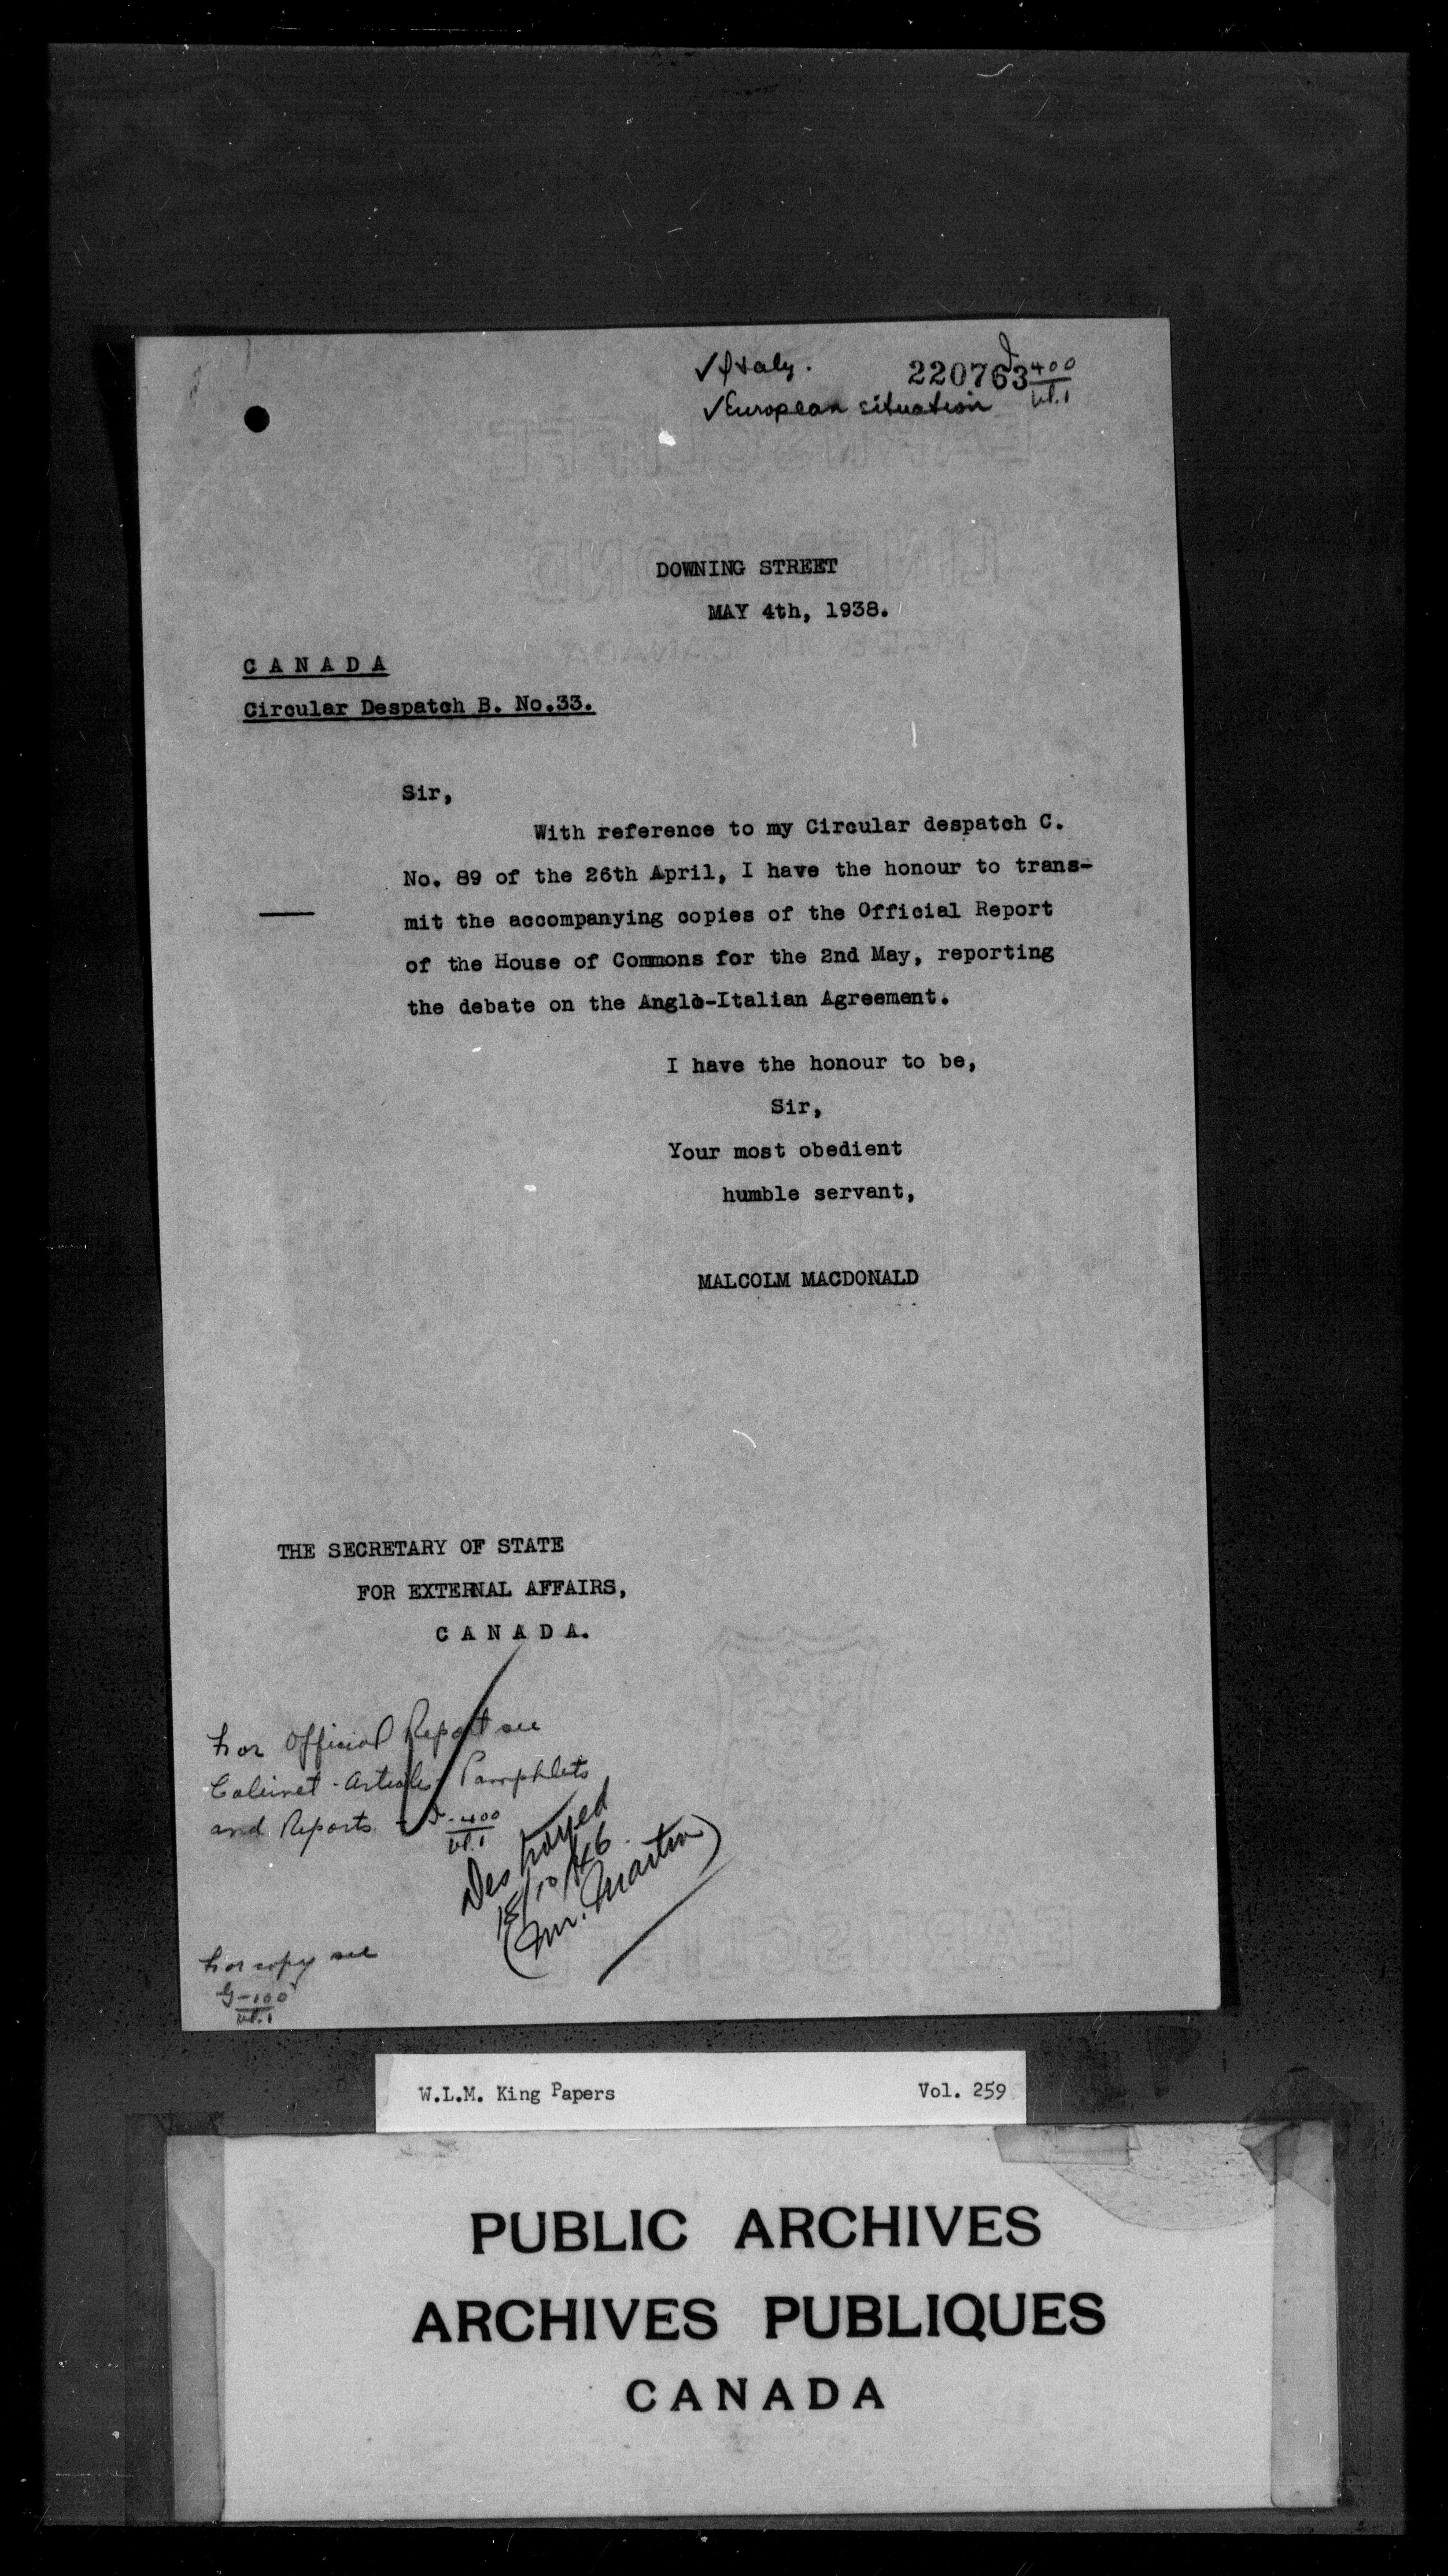 ✓ Italy.
220763
400
vol. 1
✓ European situation
DOWNING STREET
MAY 4th, 1938.
C A N A D A
Circular Despatch B. No.33.
Sir,
With reference to my Circular despatch C.
No. 89 of the 26th April, I have the honour to trans-
mit the accompanying copies of the Official Report
of the House of Commons for the 2nd May, reporting
the debate on the Anglo-Italian Agreement.
I have the honour to be,
Sir,
Your most obedient
humble servant,
MALCOLM MACDONALD
THE SECRETARY OF STATE
FOR EXTERNAL AFFAIRS,
C A N A D A.
For Official Report see
Cabinet - Articles, Pamphlets
and Reports -
400
vol. 1
Destroyed
18/10/46
(Mr. Martin)
For copy see
G-100
vol. 1
W.L.M. King Papers Vol. 259
PUBLIC ARCHIVES
ARCHIVES PUBLIQUES
CANADA